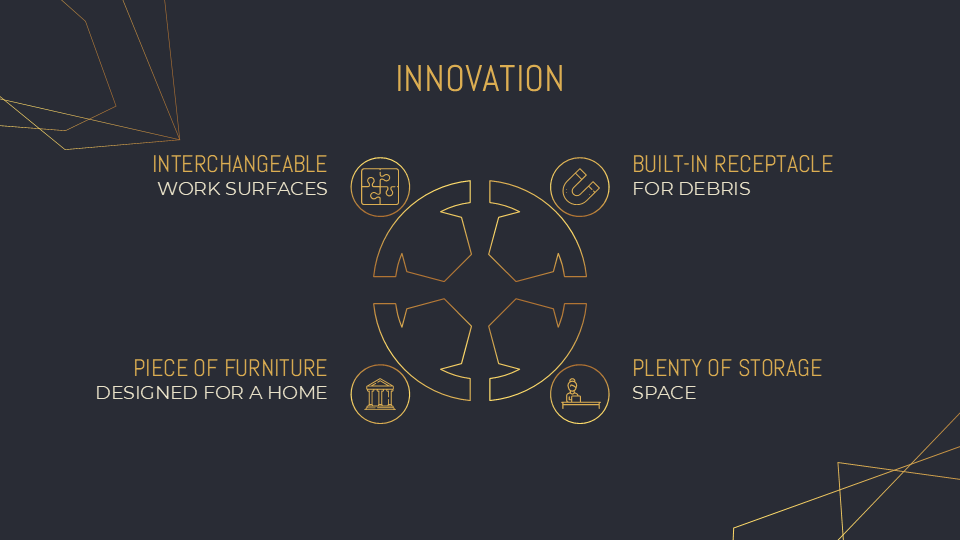 INNOVATION
INTERCHANGEABLE
WORK SURFACES
BUILT-IN RECEPTACLE
FOR DEBRIS
PIECE OF FURNITURE
DESIGNED FOR A HOME
PLENTY OF STORAGE
SPACE